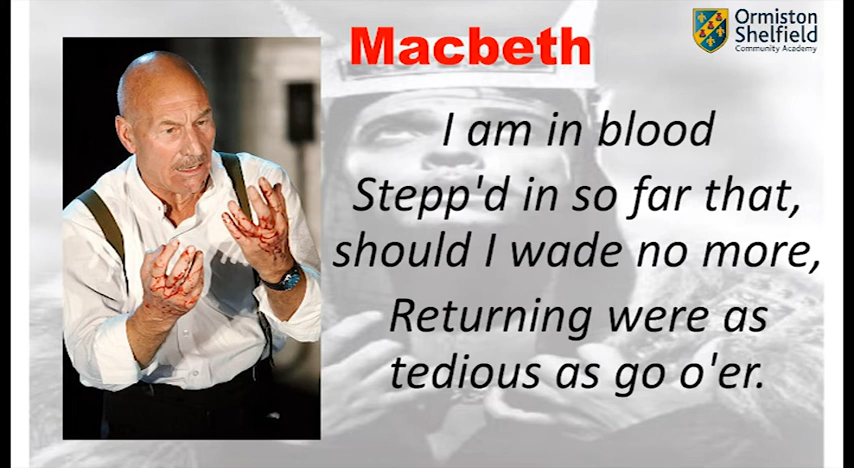 Macbeth
Ormiston
Shelfield
Community Academy
I am in blood
Stepp'd in so far that,
should I wade no more,
Returning were as
tedious as go o'er.